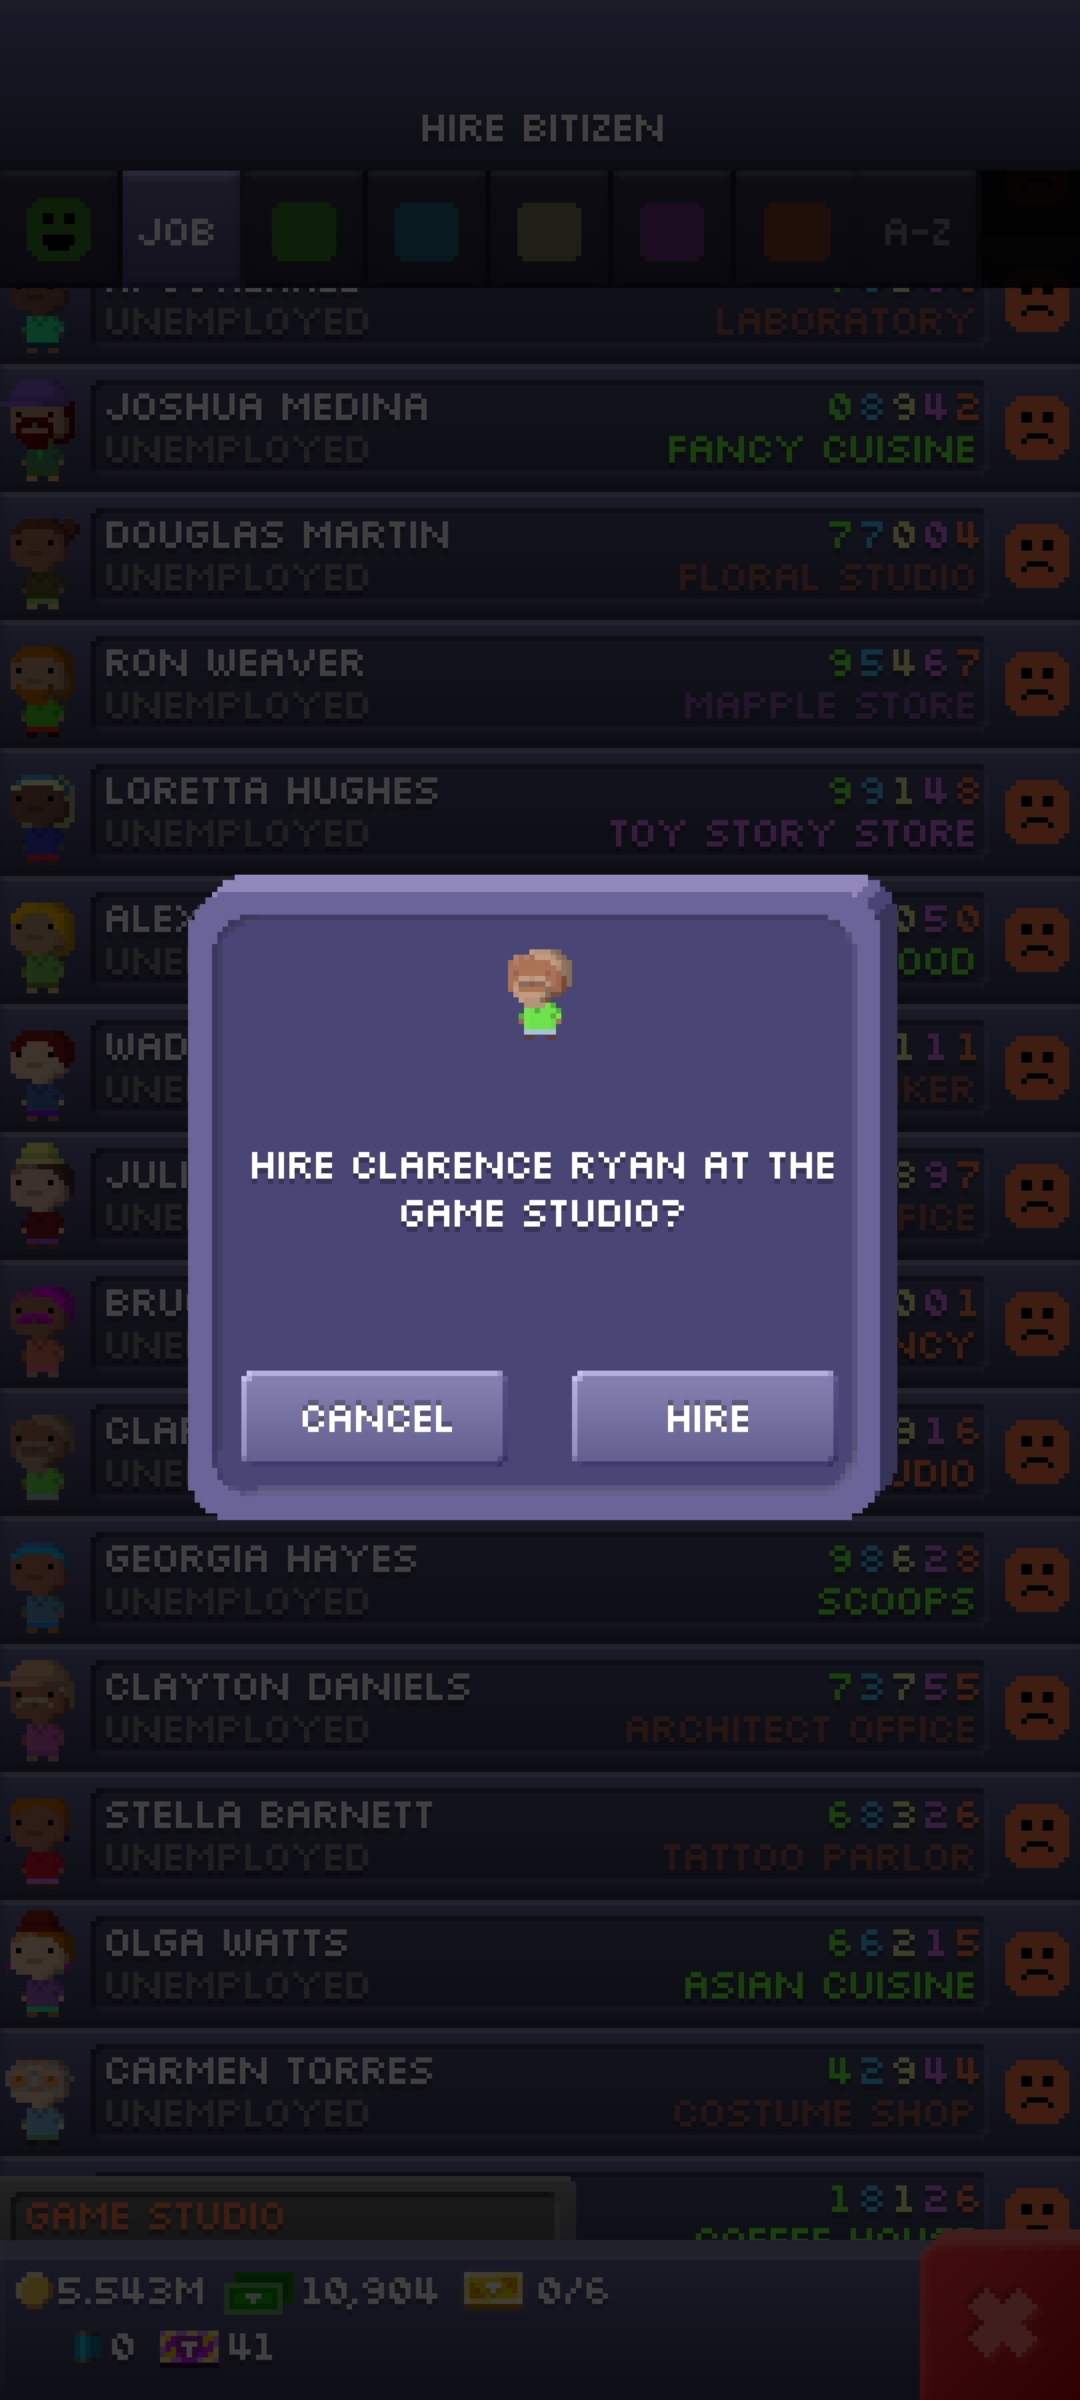 HIRE BITIZEN
JOB
A-Z
UNEMPLOYED
LABORATORY
JOSHUA MEDINA
08942
UNEMPLOYED
FANCY CUISINE
DOUGLAS MARTIN
77004
UNEMPLOYED
FLORAL STUDIO
RON WEAVER
95467
UNEMPLOYED
MAPPLE STORE
LORETTA HUGHES
99148
UNEMPLOYED
TOY STORY STORE
HIRE CLARENCE RYAN AT THE
GAME STUDIO?
CANCEL
HIRE
GEORGIA HAYES
98628
UNEMPLOYED
SCOOPS
CLAYTON DANIELS
73755
UNEMPLOYED
ARCHITECT OFFICE
STELLA BARNETT
68326
UNEMPLOYED
TATTOO PARLOR
OLGA WATTS
66215
UNEMPLOYED
ASIAN CUISINE
CARMEN TORRES
42944
UNEMPLOYED
COSTUME SHOP
18126
COFFEE HOUSE
GAME STUDIO
5.543M
10,904
0/6
0
41